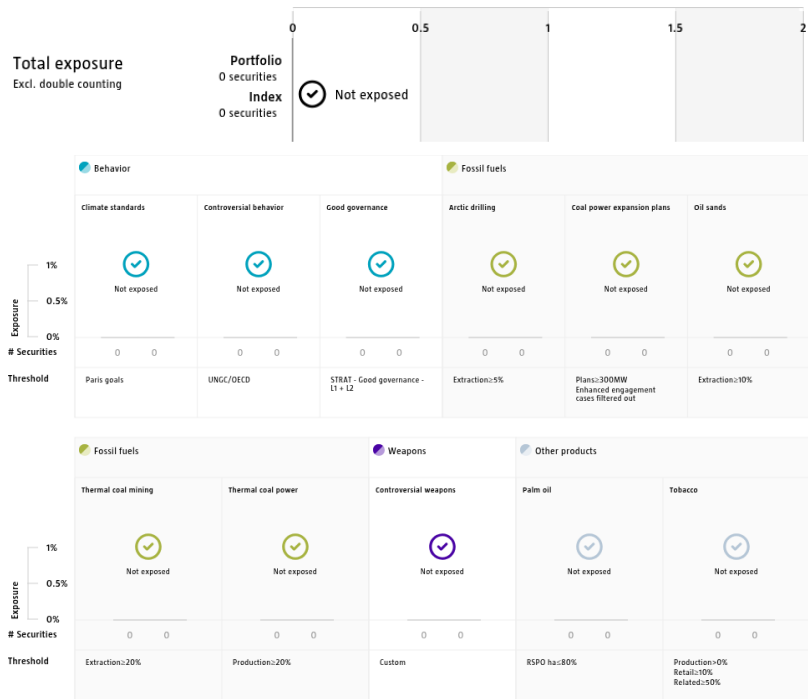 0 0.5 1 1.5 2
Total exposure
Excl. double counting
Portfolio
0 securities
Index
0 securities
Not exposed
Behavior
Fossil fuels
Climate standards
Controversial behavior
Good governance
Arctic drilling
Coal power expansion plans
Oil sands
Exposure
1%
0.5%
0%
Not exposed
Not exposed
Not exposed
Not exposed
Not exposed
Not exposed
# Securities
0 0
0 0
0 0
0 0
0 0
0 0
Threshold
Paris goals
UNGC/OECD
STRAT - Good governance -
L1 + L2
Extraction≥5%
Plans≥300MW
Enhanced engagement
cases filtered out
Extraction≥10%
Fossil fuels
Weapons
Other products
Thermal coal mining
Thermal coal power
Controversial weapons
Palm oil
Tobacco
Exposure
1%
0.5%
0%
Not exposed
Not exposed
Not exposed
Not exposed
Not exposed
# Securities
0 0
0 0
0 0
0 0
0 0
Threshold
Extraction≥20%
Production≥20%
Custom
RSPO ha≤80%
Production>0%
Retail≥10%
Related≥50%